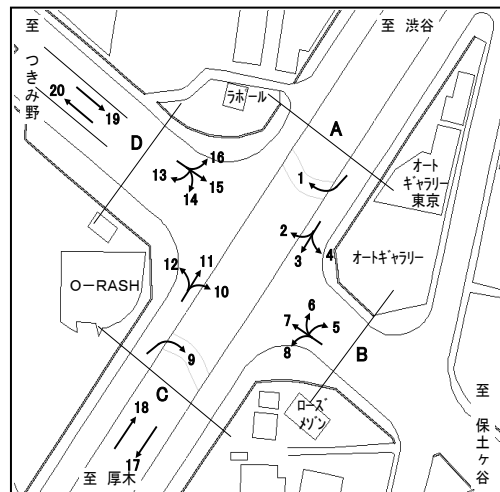 至
つきみ野
至 渋谷
ラポール
20
19
D
A
16
13
15
14
1
オート
ギャラリー
東京
2
3
4
オートギャラリー
12
11
10
O-RASH
6
7
5
8
9
B
C
18
17
ローズ
メゾン
至
保土ヶ谷
至 厚木